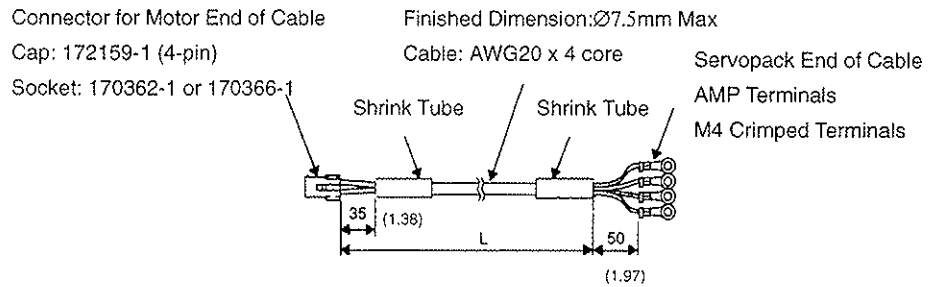 Connector for Motor End of Cable
Cap: 172159-1 (4-pin)
Socket: 170362-1 or 170366-1
Finished Dimension:Ø7.5mm Max
Cable: AWG20 x 4 core
Servopack End of Cable
AMP Terminals
M4 Crimped Terminals
Shrink Tube
Shrink Tube
35
(1.38)
L
50
(1.97)